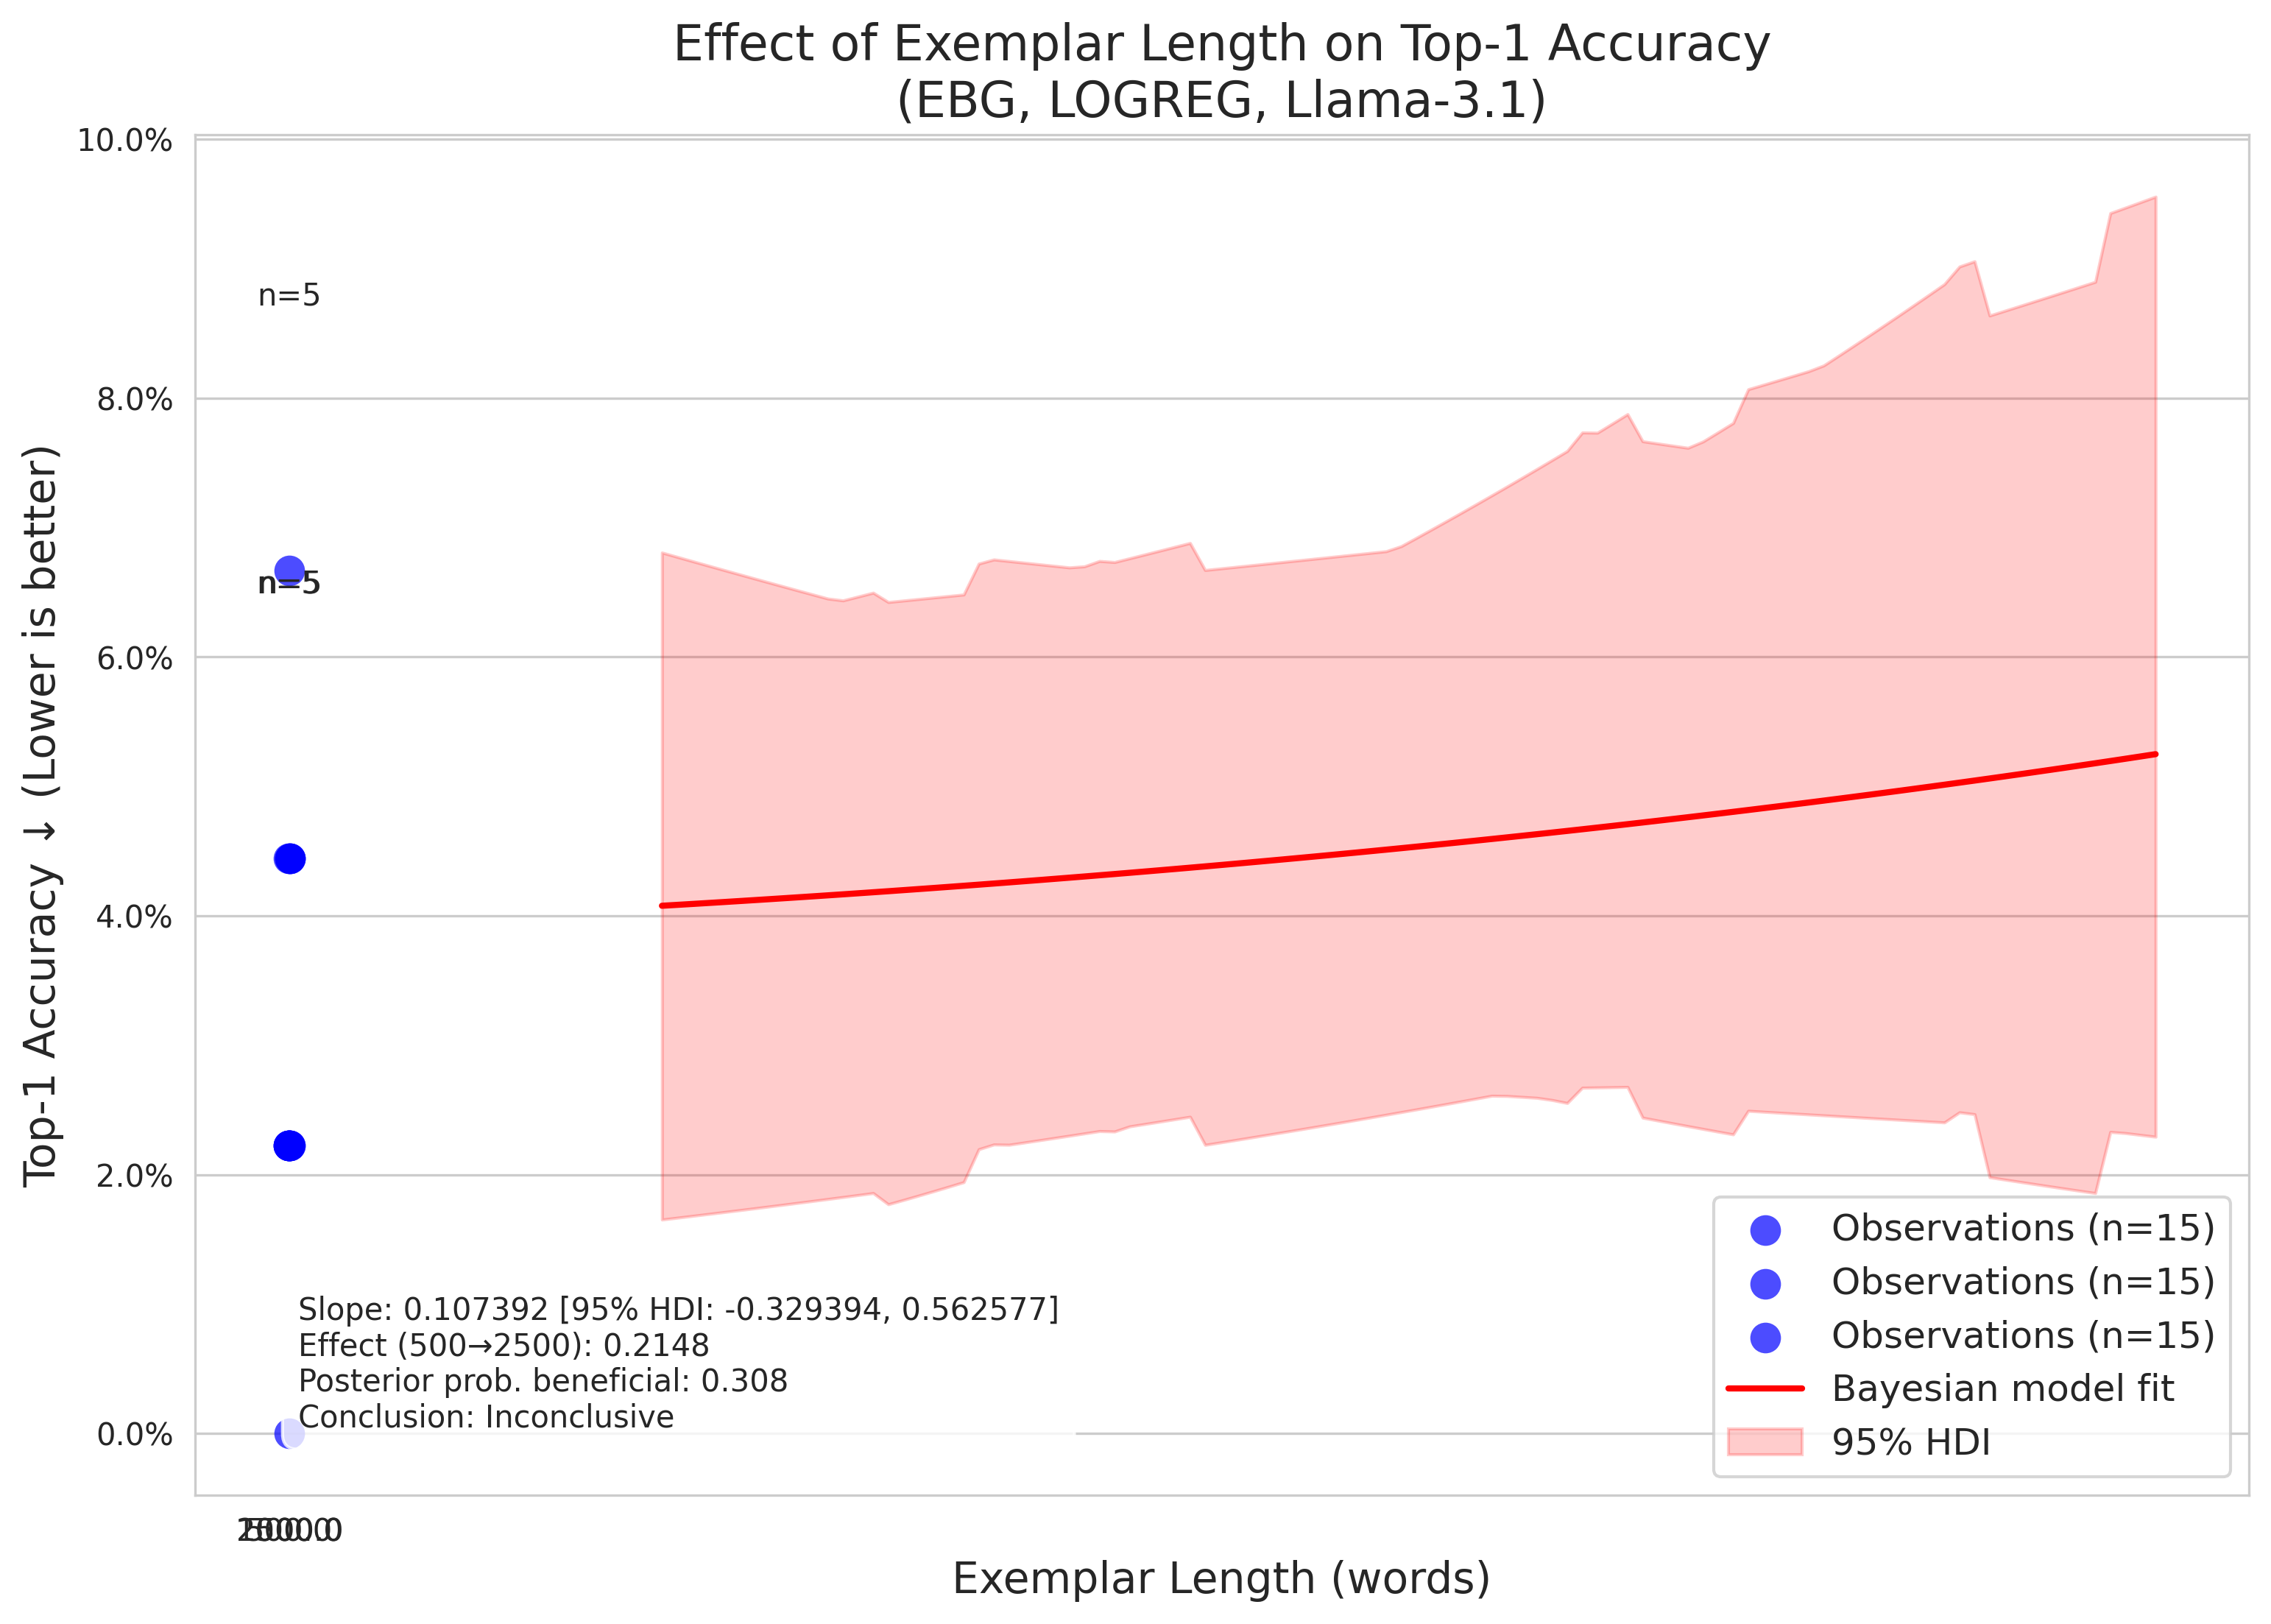 Effect of Exemplar Length on Top-1 Accuracy
(EBG, LOGREG, Llama-3.1)
Top-1 Accuracy ↓ (Lower is better)
10.0%
8.0%
6.0%
4.0%
2.0%
0.0%
n=5
n=5
Slope: 0.107392 [95% HDI: -0.329394, 0.562577]
Effect (500→2500): 0.2148
Posterior prob. beneficial: 0.308
Conclusion: Inconclusive
Observations (n=15)
Observations (n=15)
Observations (n=15)
Bayesian model fit
95% HDI
Exemplar Length (words)